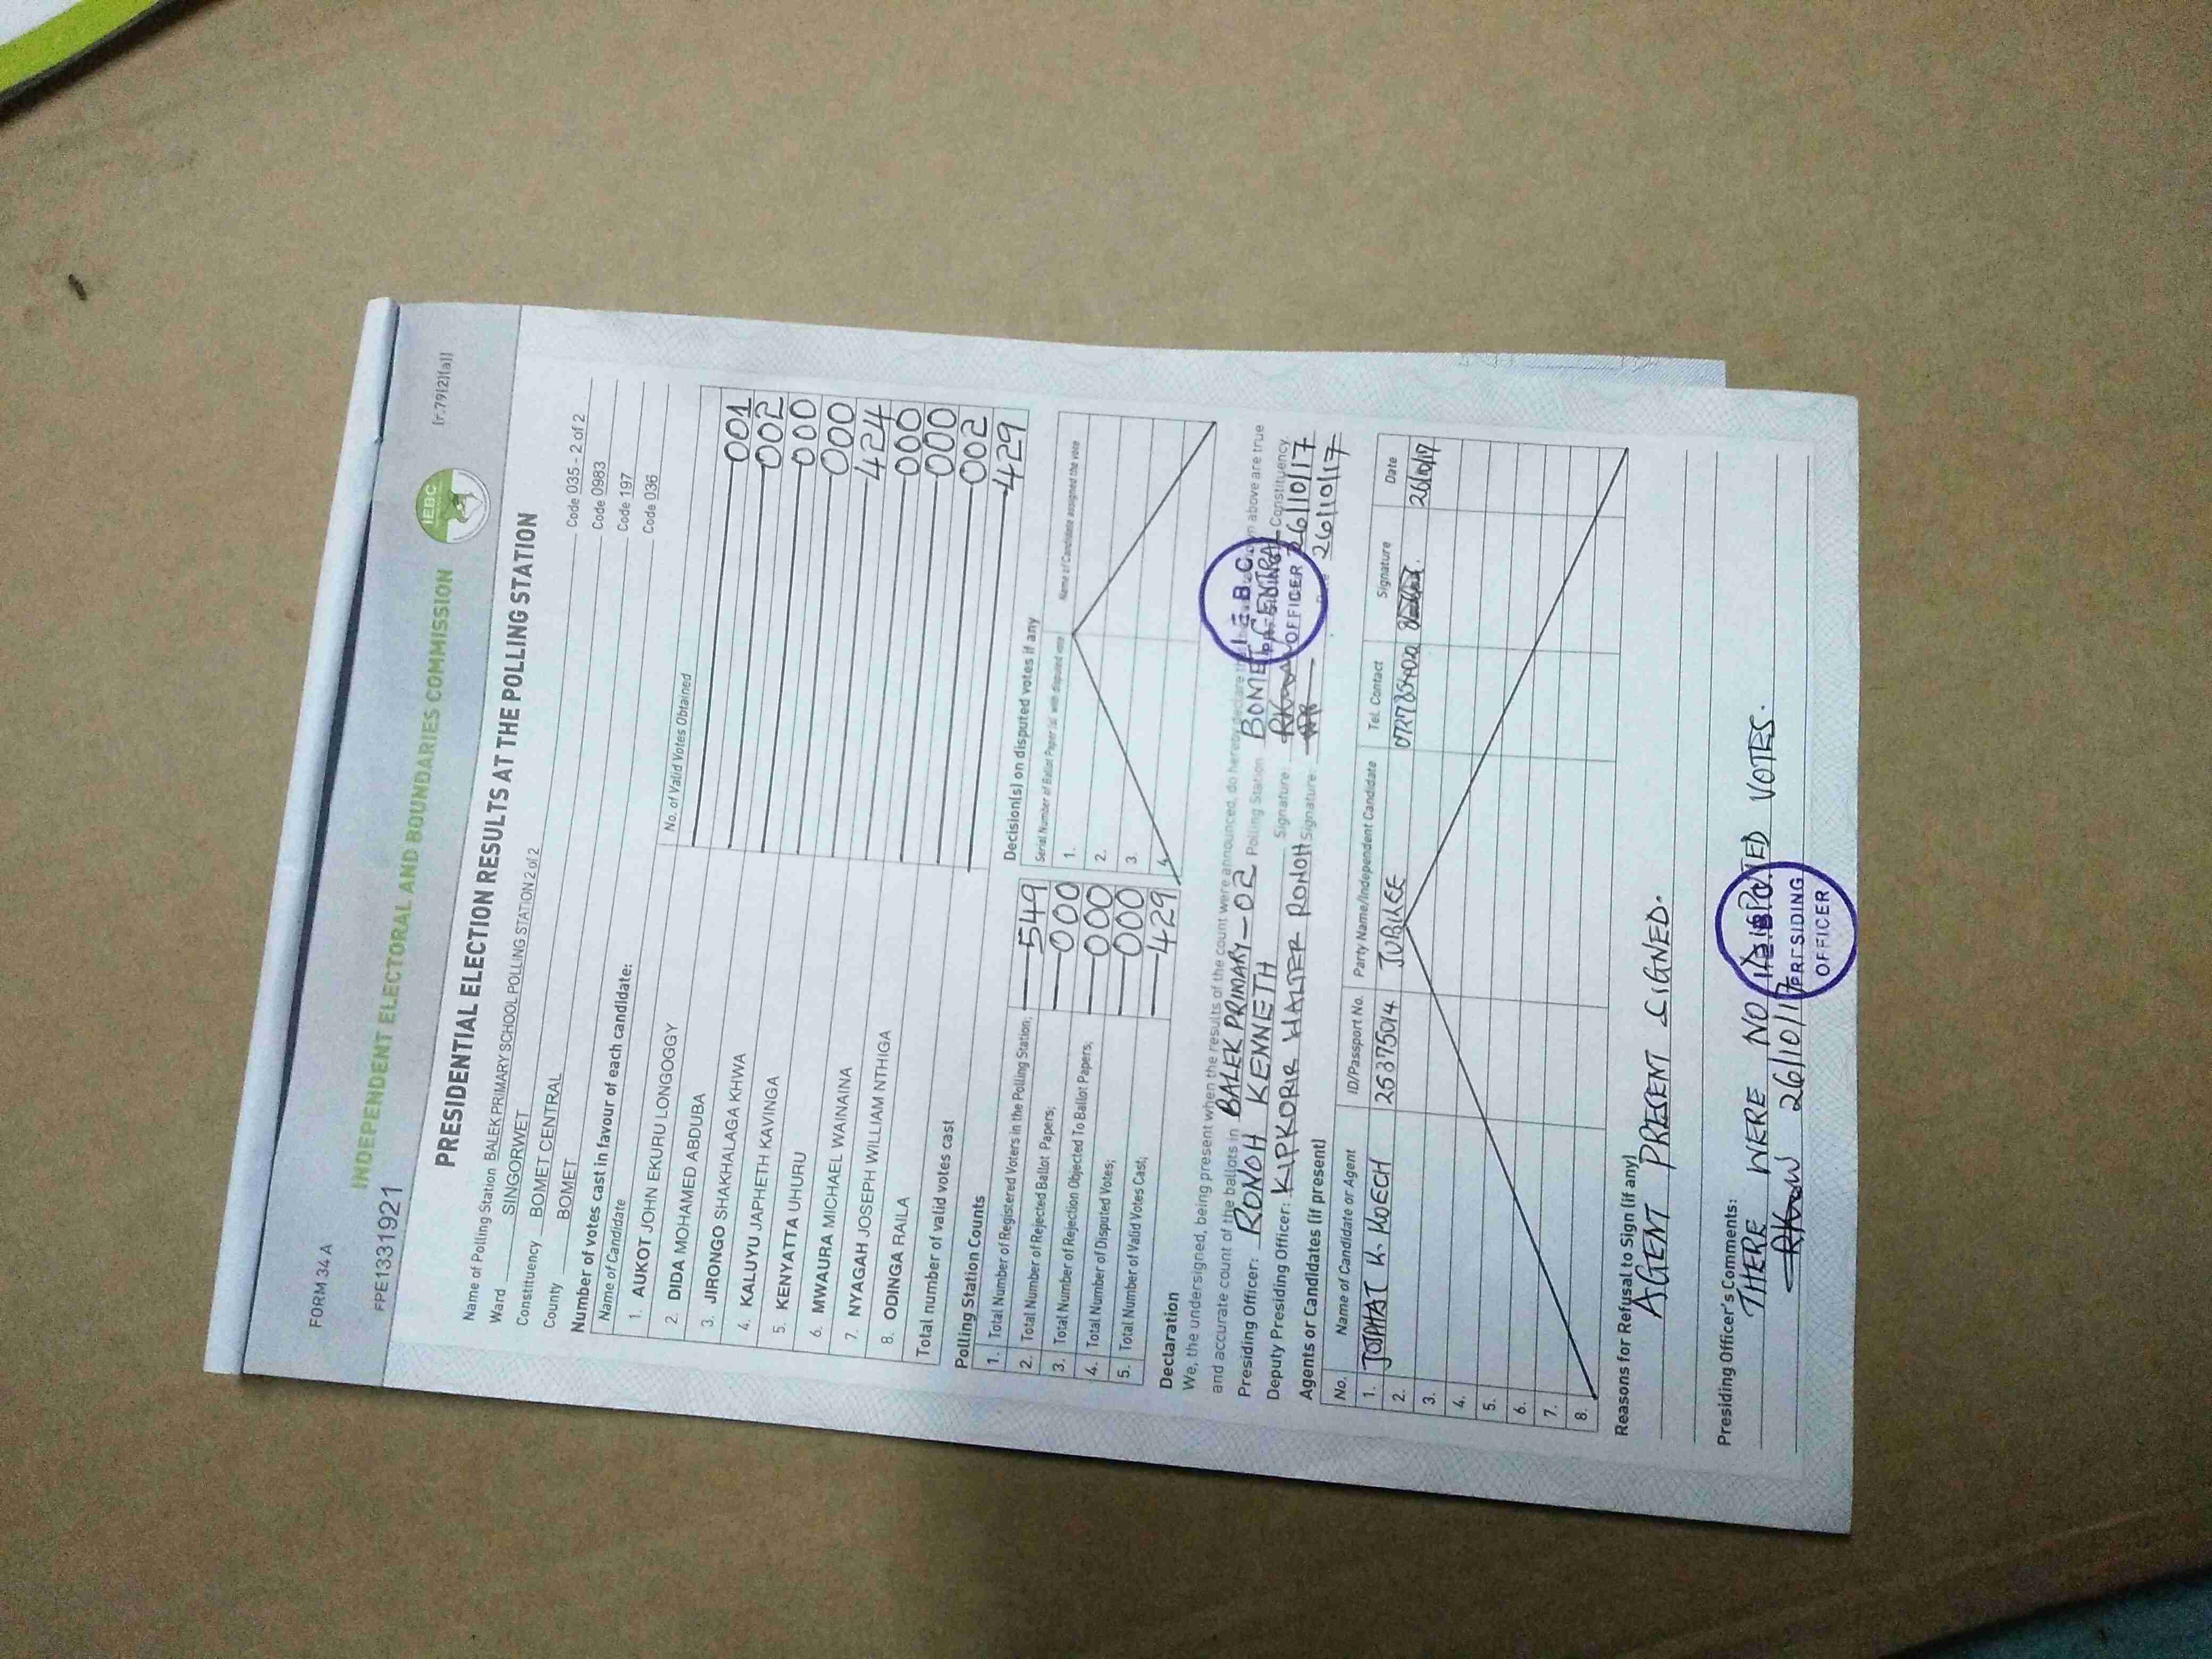 FORM 34 A
INDEPENDENT ELECTORAL AND BOUNDARIES COMMISSION
IEBC
[r.79(2)(a)]
FPE1331921
PRESIDENTIAL ELECTION RESULTS AT THE POLLING STATION
Name of Polling Station BALEK PRIMARY SCHOOL POLLING STATION 2 of 2 Code 035 - 2 of 2
Ward SINGORWET Code 0983
Constituency BOMET CENTRAL Code 197
County BOMET Code 036
Number of votes cast in favour of each candidate:
Name of Candidate No. of Valid Votes Obtained
1. AUKOT JOHN EKURU LONGOGGY 001
2. DIDA MOHAMED ABDUBA 002
3. JIRONGO SHAKHALAGA KHWA 000
4. KALUYU JAPHETH KAVINGA 000
5. KENYATTA UHURU 424
6. MWAURA MICHAEL WAINAINA 000
7. NYAGAH JOSEPH WILLIAM NTHIGA 000
8. ODINGA RAILA 002
Total number of valid votes cast 429
Polling Station Counts
1. Total Number of Registered Voters in the Polling Station; 549
2. Total Number of Rejected Ballot Papers; 000
3. Total Number of Rejection Objected To Ballot Papers; 000
4. Total Number of Disputed Votes; 000
5. Total Number of Valid Votes Cast; 429
Decision(s) on disputed votes if any
Serial Number of Ballot Paper(s) with disputed vote Name of Candidate assigned the vote
1.
2.
3.
4.
Declaration
We, the undersigned, being present when the results of the count were announced, do hereby declare that above are true
and accurate count of the ballots in BALEK PRIMARY-02 Polling Station BOMET CENTRAL Constituency
Presiding Officer: RONOH KENNETH Signature: 26/10/17
Deputy Presiding Officer: KIPKORIR WALTER RONOH Signature: 26/10/17
I.E.B.C.
PRESIDING
OFFICER
Agents or Candidates (if present)
No. Name of Candidate or Agent ID/Passport No. Party Name/Independent Candidate Tel. Contact Signature Date
1. JOSPHAT K. KOECH 25375014 JUBILEE 26/10/17
2.
3.
4.
5.
6.
7.
8.
Reasons for Refusal to Sign (if any)
AGENT PRESENT SIGNED.
Presiding Officer's Comments:
THERE WERE NO DISPUTED VOTES.
26/10/17
I.E.B.C.
PRESIDING
OFFICER